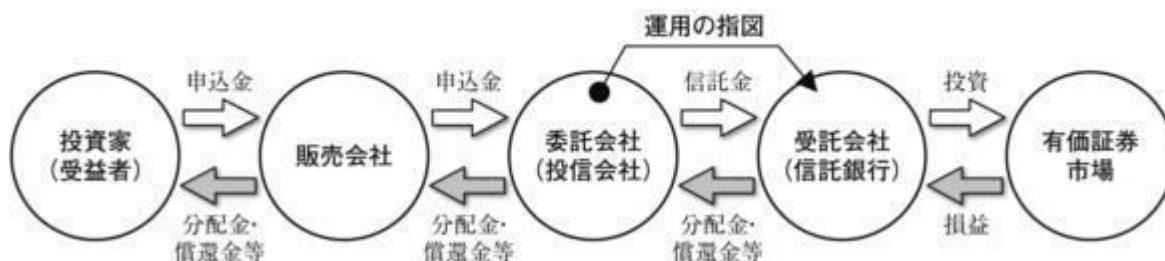 運用の指図
申込金
申込金
信託金
投資
投資家
(受益者)
販売会社
委託会社
(投信会社)
受託会社
(信託銀行)
有価証券
市場
分配金・
償還金等
分配金・
償還金等
分配金・
償還金等
損益